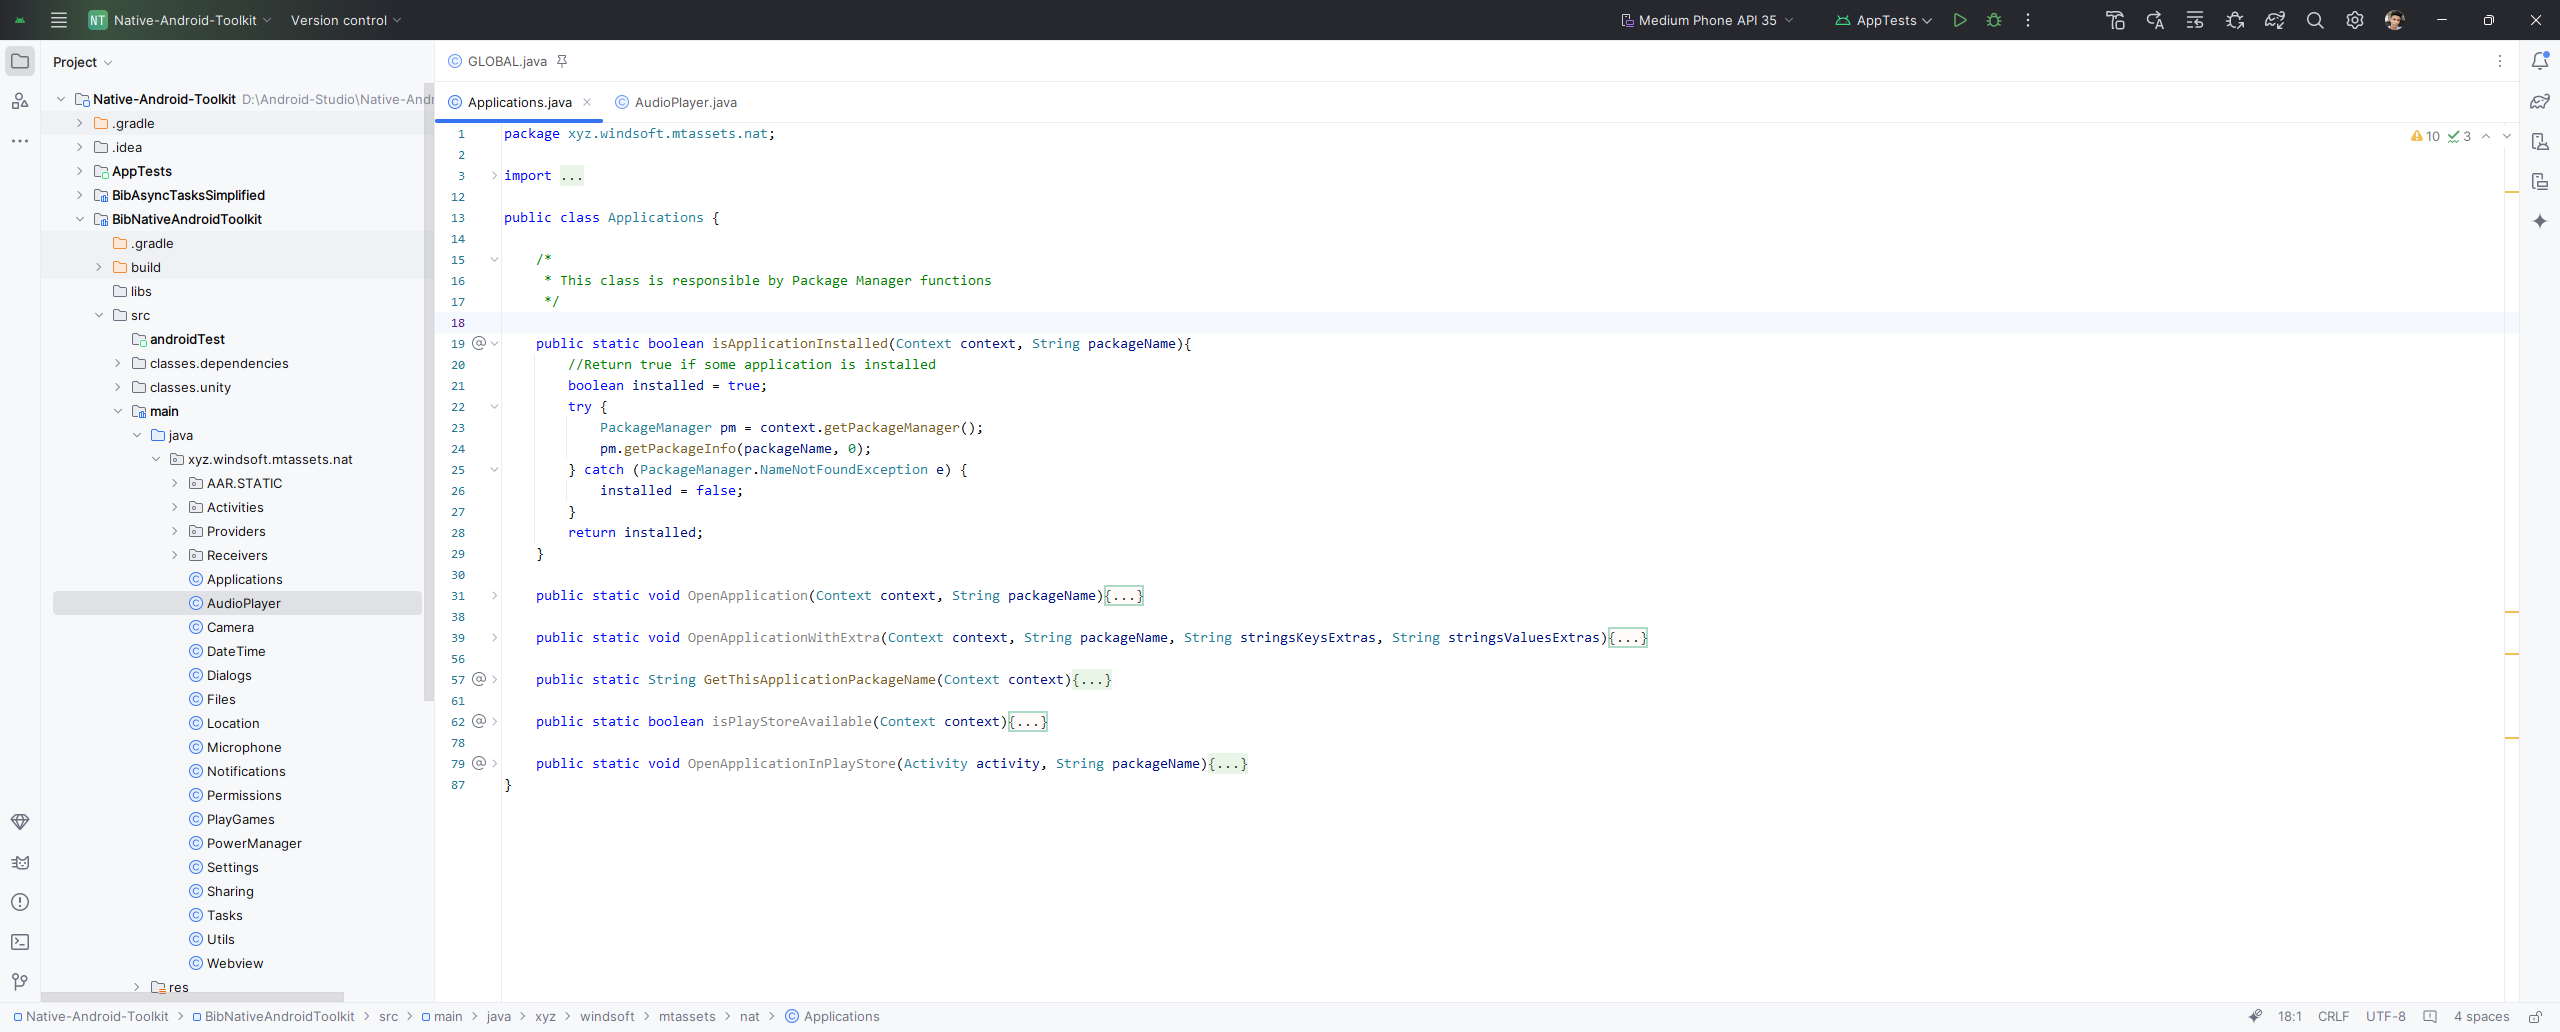 NT Native-Android-Toolkit Version control Medium Phone API 35 AppTests
Project
Native-Android-Toolkit D:\Android-Studio\Native-Andr
.gradle
.idea
AppTests
BibAsyncTasksSimplified
BibNativeAndroidToolkit
.gradle
build
libs
src
androidTest
classes.dependencies
classes.unity
main
java
xyz.windsoft.mtassets.nat
AAR.STATIC
Activities
Providers
Receivers
Applications
AudioPlayer
Camera
DateTime
Dialogs
Files
Location
Microphone
Notifications
Permissions
PlayGames
PowerManager
Settings
Sharing
Tasks
Utils
Webview
res
GLOBAL.java
Applications.java AudioPlayer.java
10 3
1 package xyz.windsoft.mtassets.nat;
2
3 import ...
12
13 public class Applications {
14
15 /*
16 * This class is responsible by Package Manager functions
17 */
18
19 public static boolean isApplicationInstalled(Context context, String packageName){
20 //Return true if some application is installed
21 boolean installed = true;
22 try {
23 PackageManager pm = context.getPackageManager();
24 pm.getPackageInfo(packageName, 0);
25 } catch (PackageManager.NameNotFoundException e) {
26 installed = false;
27 }
28 return installed;
29 }
30
31 public static void OpenApplication(Context context, String packageName){...}
38
39 public static void OpenApplicationWithExtra(Context context, String packageName, String stringsKeysExtras, String stringsValuesExtras){...}
56
57 public static String GetThisApplicationPackageName(Context context){...}
61
62 public static boolean isPlayStoreAvailable(Context context){...}
78
79 public static void OpenApplicationInPlayStore(Activity activity, String packageName){...}
87 }
Native-Android-Toolkit > BibNativeAndroidToolkit > src > main > java > xyz > windsoft > mtassets > nat > Applications
18:1 CRLF UTF-8 4 spaces